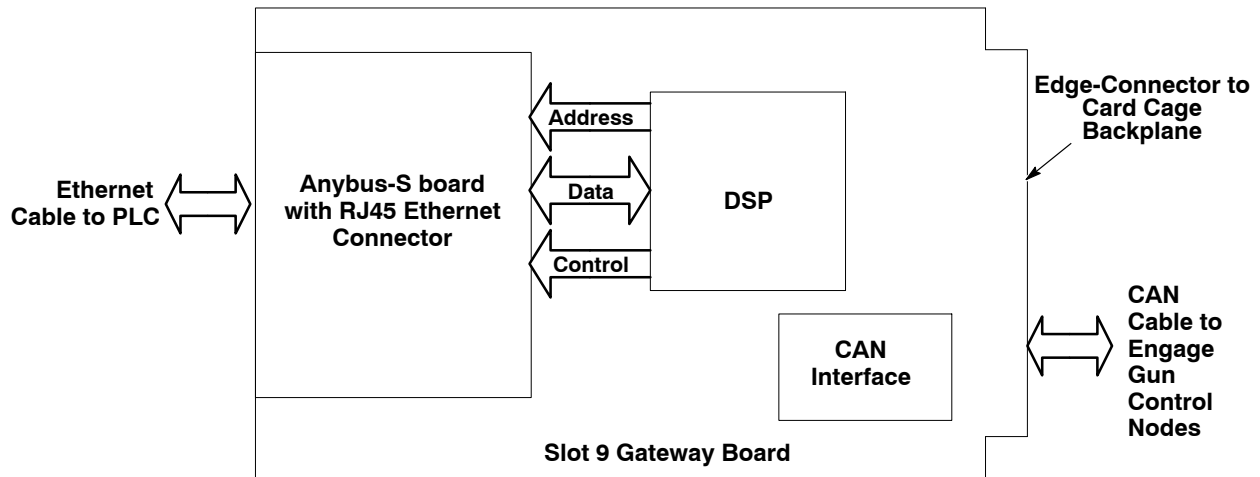 Ethernet
Cable to PLC
Anybus-S board
with RJ45 Ethernet
Connector
Address
Data
Control
DSP
CAN
Interface
Edge-Connector to
Card Cage
Backplane
CAN
Cable to
Engage
Gun
Control
Nodes
Slot 9 Gateway Board